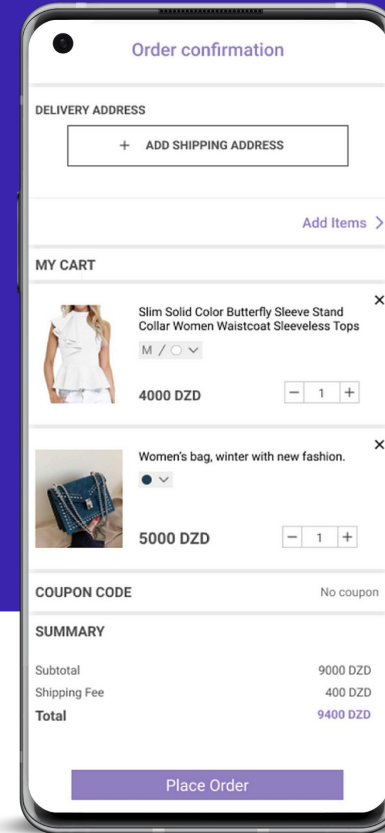 Order confirmation
DELIVERY ADDRESS
+ ADD SHIPPING ADDRESS
Add Items >
MY CART
×
Slim Solid Color Butterfly Sleeve Stand
Collar Women Waistcoat Sleeveless Tops
M /
4000 DZD
− 1 +
×
Women's bag, winter with new fashion.
5000 DZD
− 1 +
COUPON CODE No coupon
SUMMARY
Subtotal 9000 DZD
Shipping Fee 400 DZD
Total 9400 DZD
Place Order